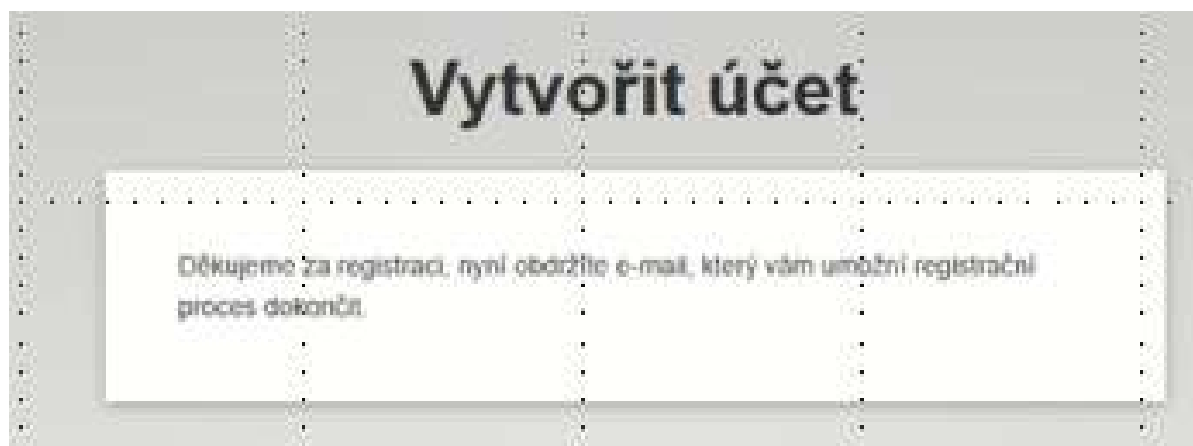 Vytvořit účet
Děkujeme za registraci, nyní obdržíte e-mail, který vám umožní registrační
proces dokončit.